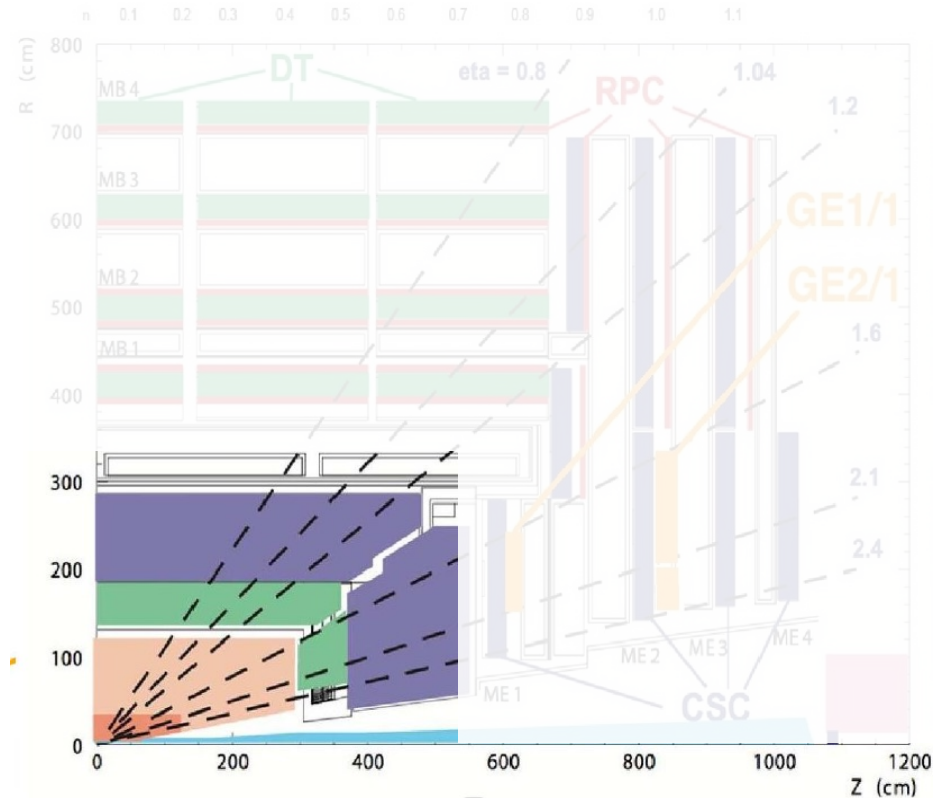 n 0.1 0.2 0.3 0.4 0.5 0.6 0.7 0.8 0.9 1.0 1.1
R (cm)
800
DT
eta = 0.8
1.04
MB 4
RPC
1.2
700
MB 3
GE1/1
600
MB 2
GE2/1
500
1.6
MB 1
400
300
2.1
2.4
200
100
ME 1
ME 2
ME 3
ME 4
CSC
0
0 200 400 600 800 1000 1200
Z (cm)